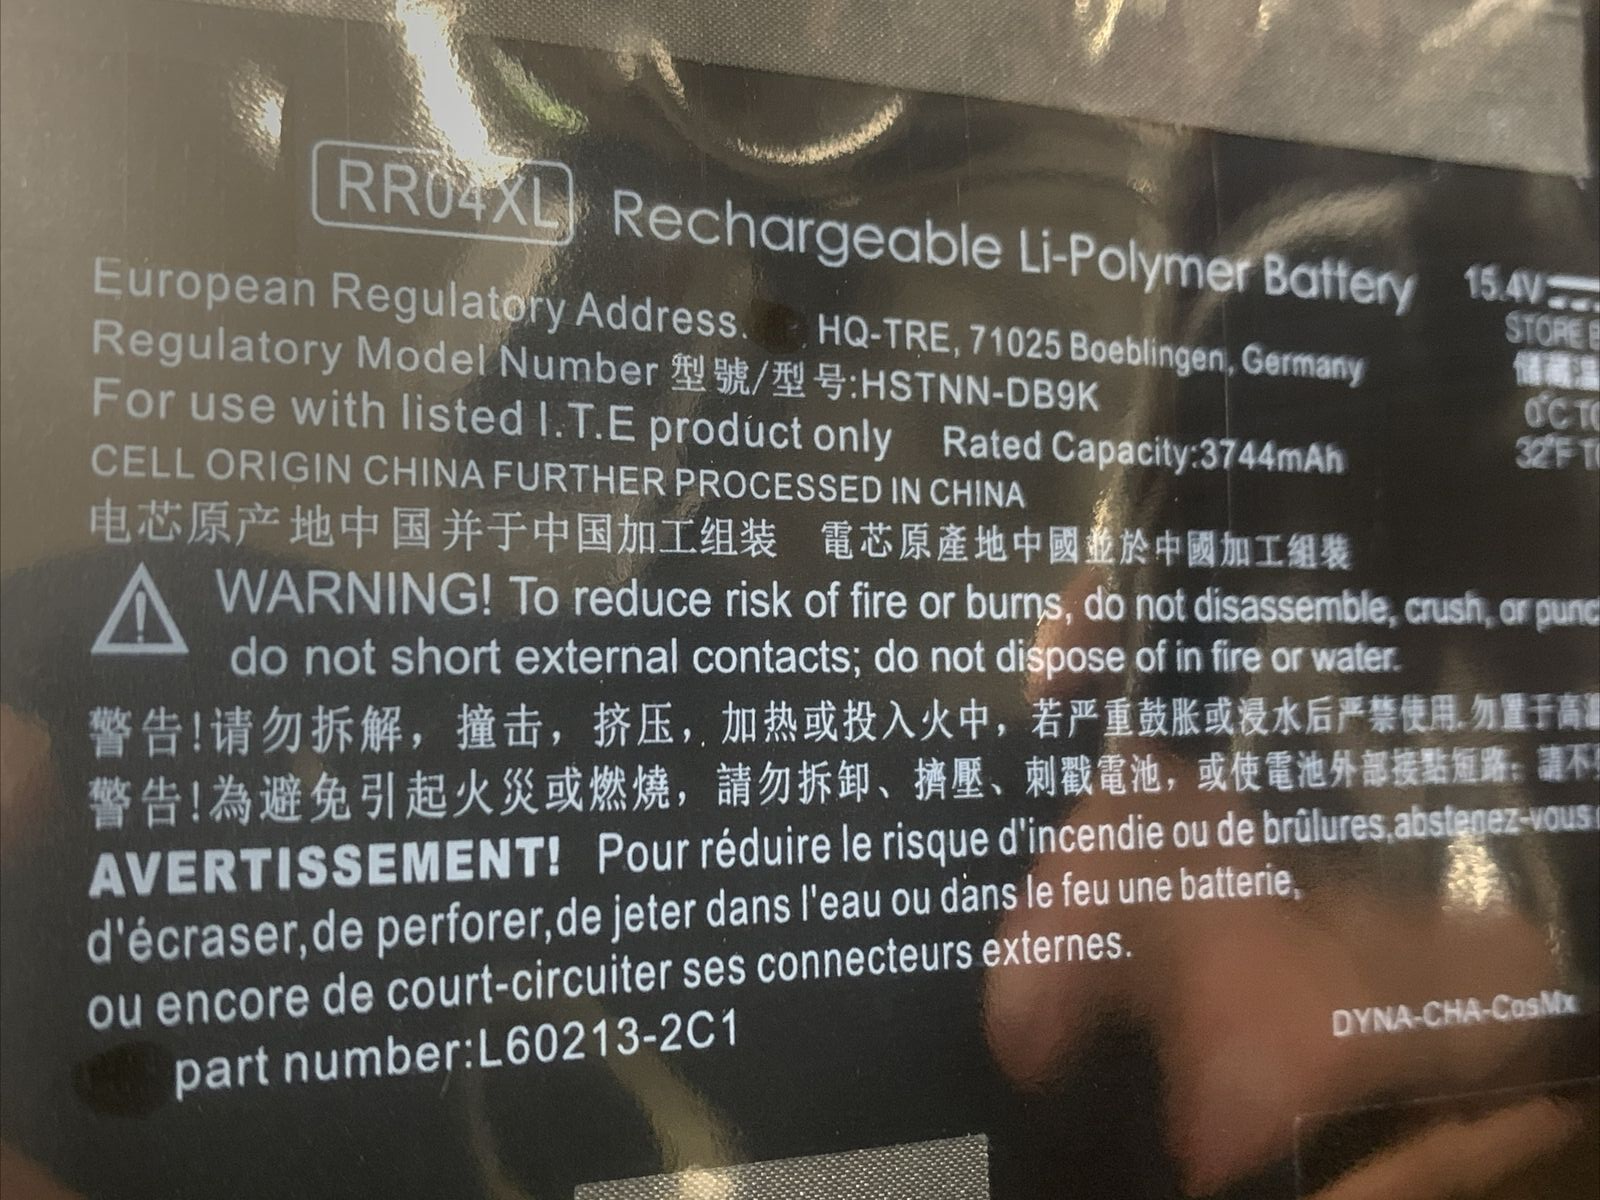 RR04XL Rechargeable Li-Polymer Battery 15.4V
European Regulatory Address. HQ-TRE, 71025 Boeblingen, Germany STORE
Regulatory Model Number 型號/型号:HSTNN-DB9K
For use with listed I.T.E product only Rated Capacity:3744mAh 0°C
CELL ORIGIN CHINA FURTHER PROCESSED IN CHINA 32°F
电芯原产地中国并于中国加工组装 電芯原產地中國並於中國加工組裝
WARNING! To reduce risk of fire or burns, do not disassemble, crush, or punc
do not short external contacts; do not dispose of in fire or water.
警告!请勿拆解，撞击，挤压，加热或投入火中，若严重鼓胀或浸水后严禁使用.勿置于高温
警告!為避免引起火災或燃燒，請勿拆卸、擠壓、刺戳電池，或使電池外部接點短路；請不
AVERTISSEMENT! Pour réduire le risque d'incendie ou de brûlures,abstenez-vous
d'écraser,de perforer,de jeter dans l'eau ou dans le feu une batterie,
ou encore de court-circuiter ses connecteurs externes.
DYNA-CHA-CosMx
part number:L60213-2C1